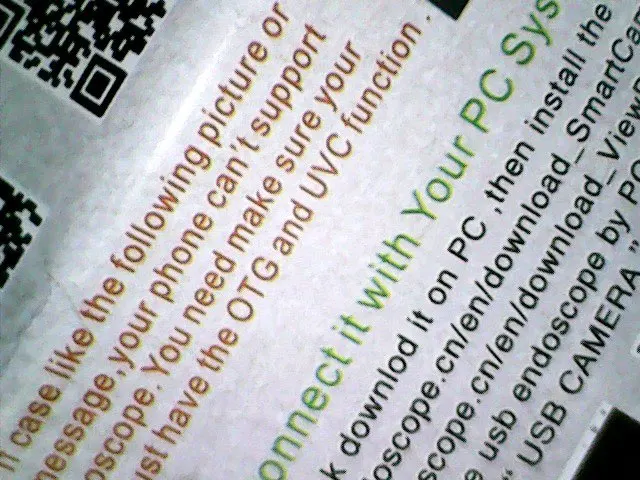 n case like the following picture or
message,your phone can't support
oscope.You need make sure your
ust have the OTG and UVC function.
onnect it with Your PC Sys
k downlod it on PC ,then install the
doscope.cn/en/download_SmartCa
scope.cn/en/download_View
e usb endoscope by PC
" USB CAMERA "